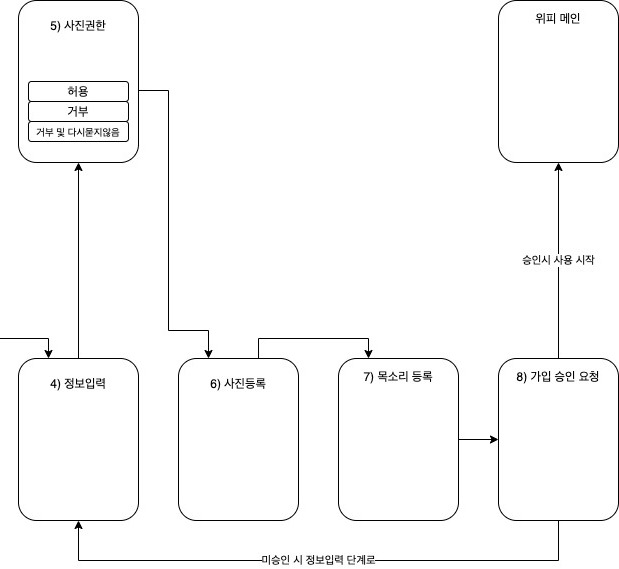 5) 사진권한
허용
거부
거부 및 다시묻지않음
위피 메인
승인시 사용 시작
4) 정보입력
6) 사진등록
7) 목소리 등록
8) 가입 승인 요청
미승인 시 정보입력 단계로